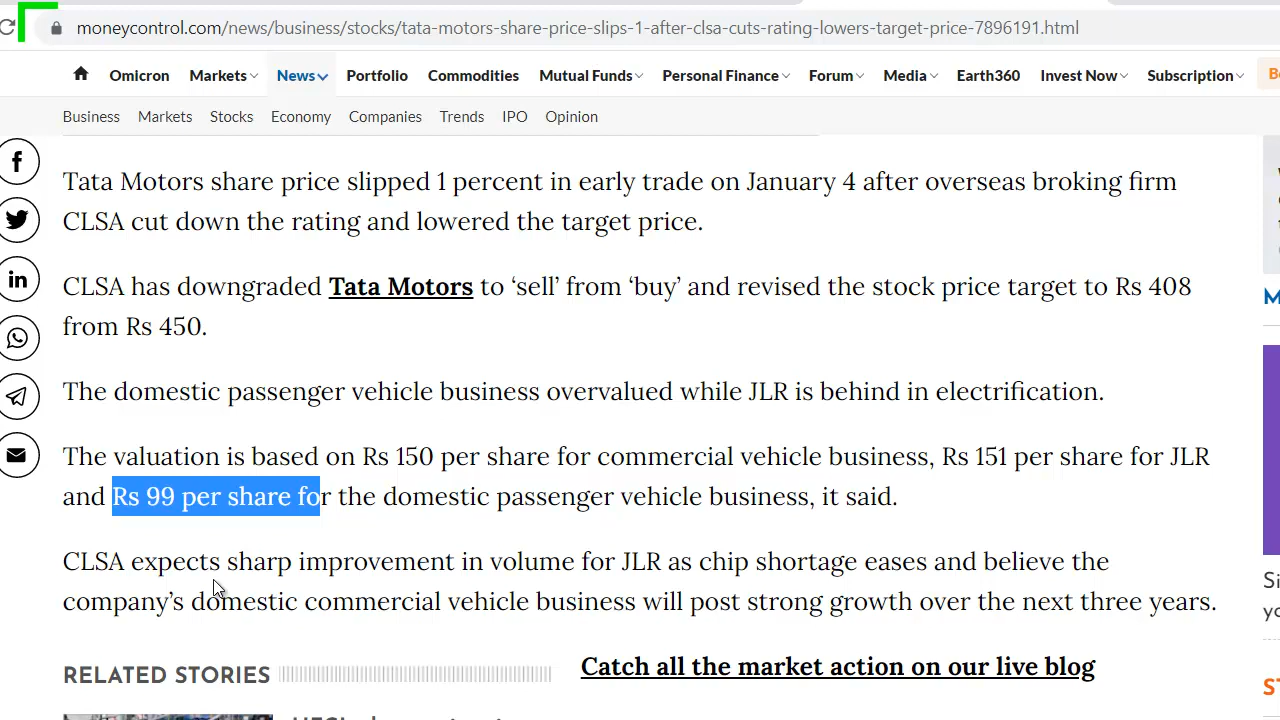 moneycontrol.com/news/business/stocks/tata-motors-share-price-slips-1-after-clsa-cuts-rating-lowers-target-price-7896191.html
Omicron Markets News Portfolio Commodities Mutual Funds Personal Finance Forum Media Earth360 Invest Now Subscription
Business Markets Stocks Economy Companies Trends IPO Opinion
Tata Motors share price slipped 1 percent in early trade on January 4 after overseas broking firm
CLSA cut down the rating and lowered the target price.
CLSA has downgraded Tata Motors to ‘sell’ from ‘buy’ and revised the stock price target to Rs 408
from Rs 450.
The domestic passenger vehicle business overvalued while JLR is behind in electrification.
The valuation is based on Rs 150 per share for commercial vehicle business, Rs 151 per share for JLR
and Rs 99 per share for the domestic passenger vehicle business, it said.
CLSA expects sharp improvement in volume for JLR as chip shortage eases and believe the
company’s domestic commercial vehicle business will post strong growth over the next three years.
RELATED STORIES
Catch all the market action on our live blog